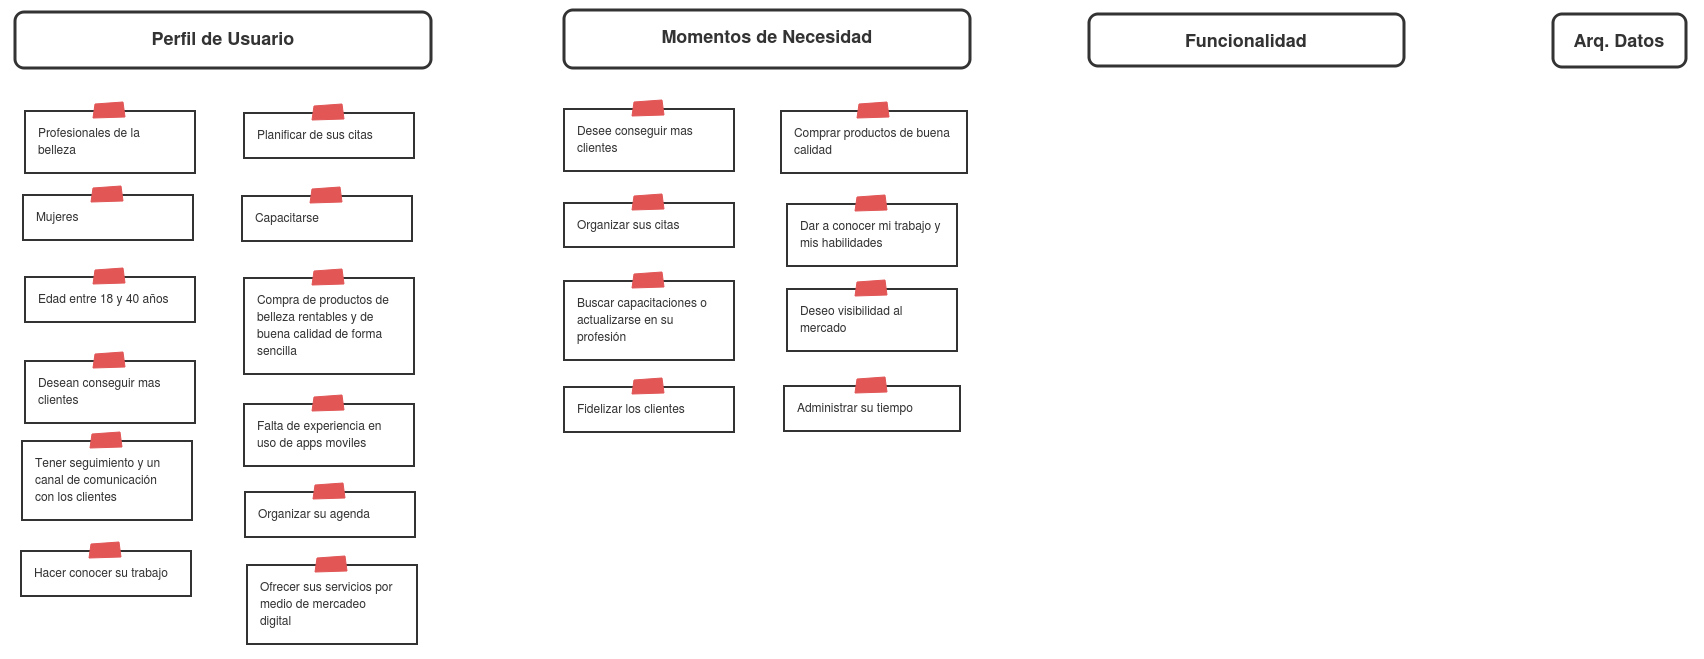 Perfil de Usuario
Profesionales de la
belleza
Mujeres
Edad entre 18 y 40 años
Desean conseguir mas
clientes
Tener seguimiento y un
canal de comunicación
con los clientes
Hacer conocer su trabajo
Planificar de sus citas
Capacitarse
Compra de productos de
belleza rentables y de
buena calidad de forma
sencilla
Falta de experiencia en
uso de apps moviles
Organizar su agenda
Ofrecer sus servicios por
medio de mercadeo
digital
Momentos de Necesidad
Desee conseguir mas
clientes
Organizar sus citas
Buscar capacitaciones o
actualizarse en su
profesión
Fidelizar los clientes
Comprar productos de buena
calidad
Dar a conocer mi trabajo y
mis habilidades
Deseo visibilidad al
mercado
Administrar su tiempo
Funcionalidad
Arq. Datos